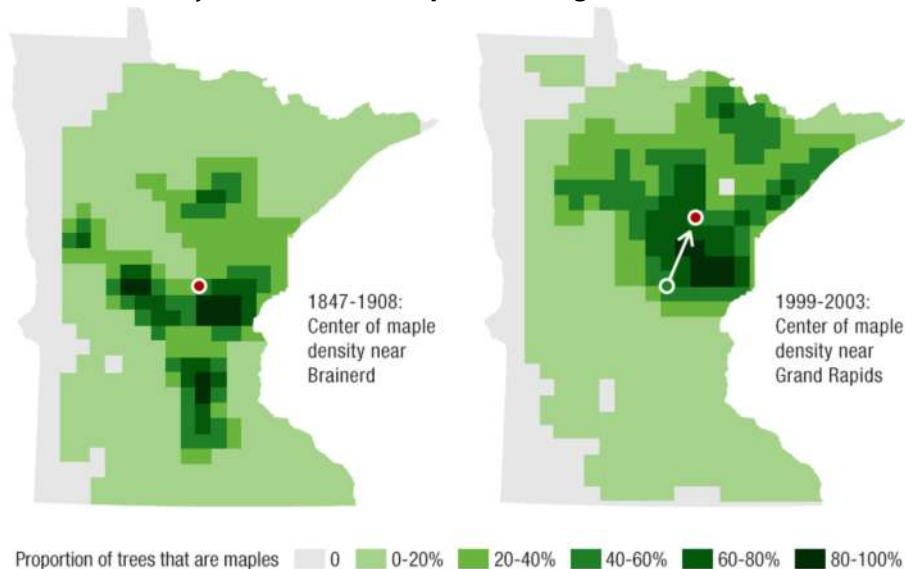 1847-1908:
Center of maple
density near
Brainerd
1999-2003:
Center of maple
density near
Grand Rapids
Proportion of trees that are maples 0 0-20% 20-40% 40-60% 60-80% 80-100%